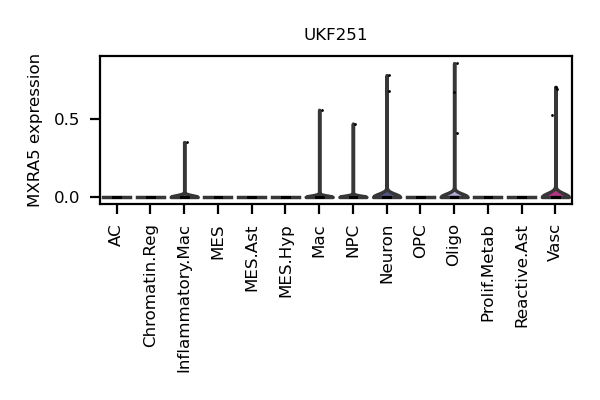 UKF251
MXRA5 expression
0.5
0.0
AC
Chromatin.Reg
Inflammatory.Mac
MES
MES.Ast
MES.Hyp
Mac
NPC
Neuron
OPC
Oligo
Prolif.Metab
Reactive.Ast
Vasc